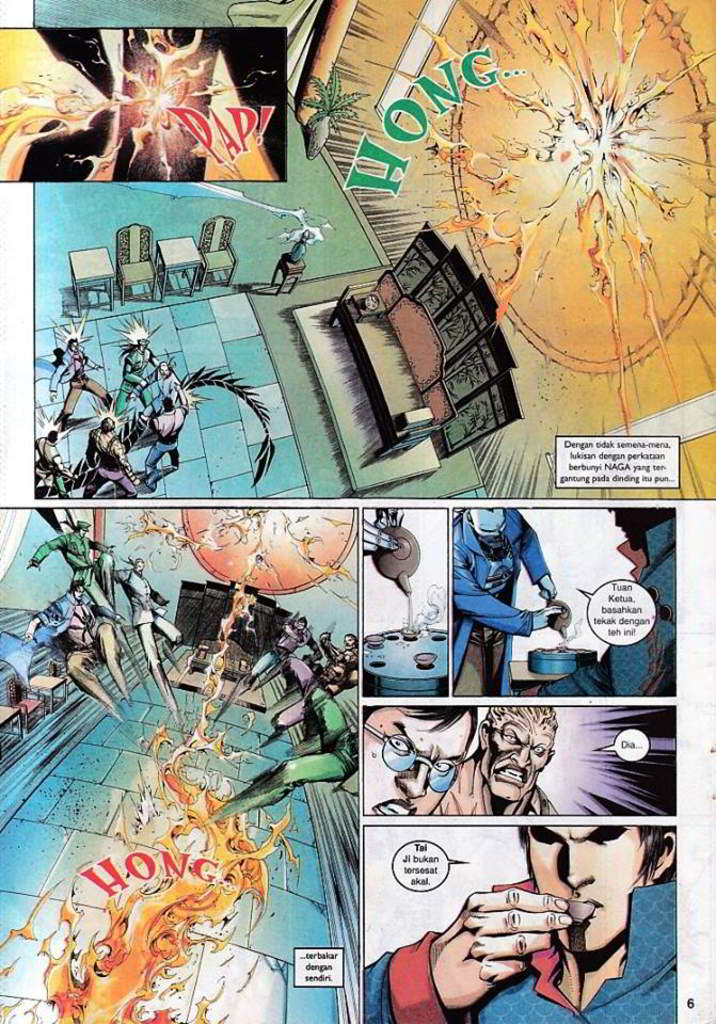 PAP!
HONG...
Dengan tidak semena-mena,
lukisan dengan perkataan
berbunyi NAGA yang ter-
gantung pada dinding itu pun...
HONG..
...terbakar
dengan
sendiri.
Tuan
Ketua,
basahkan
tekak dengan
teh ini!
Dia...
Tai
Ji bukan
tersesat
akal.
6